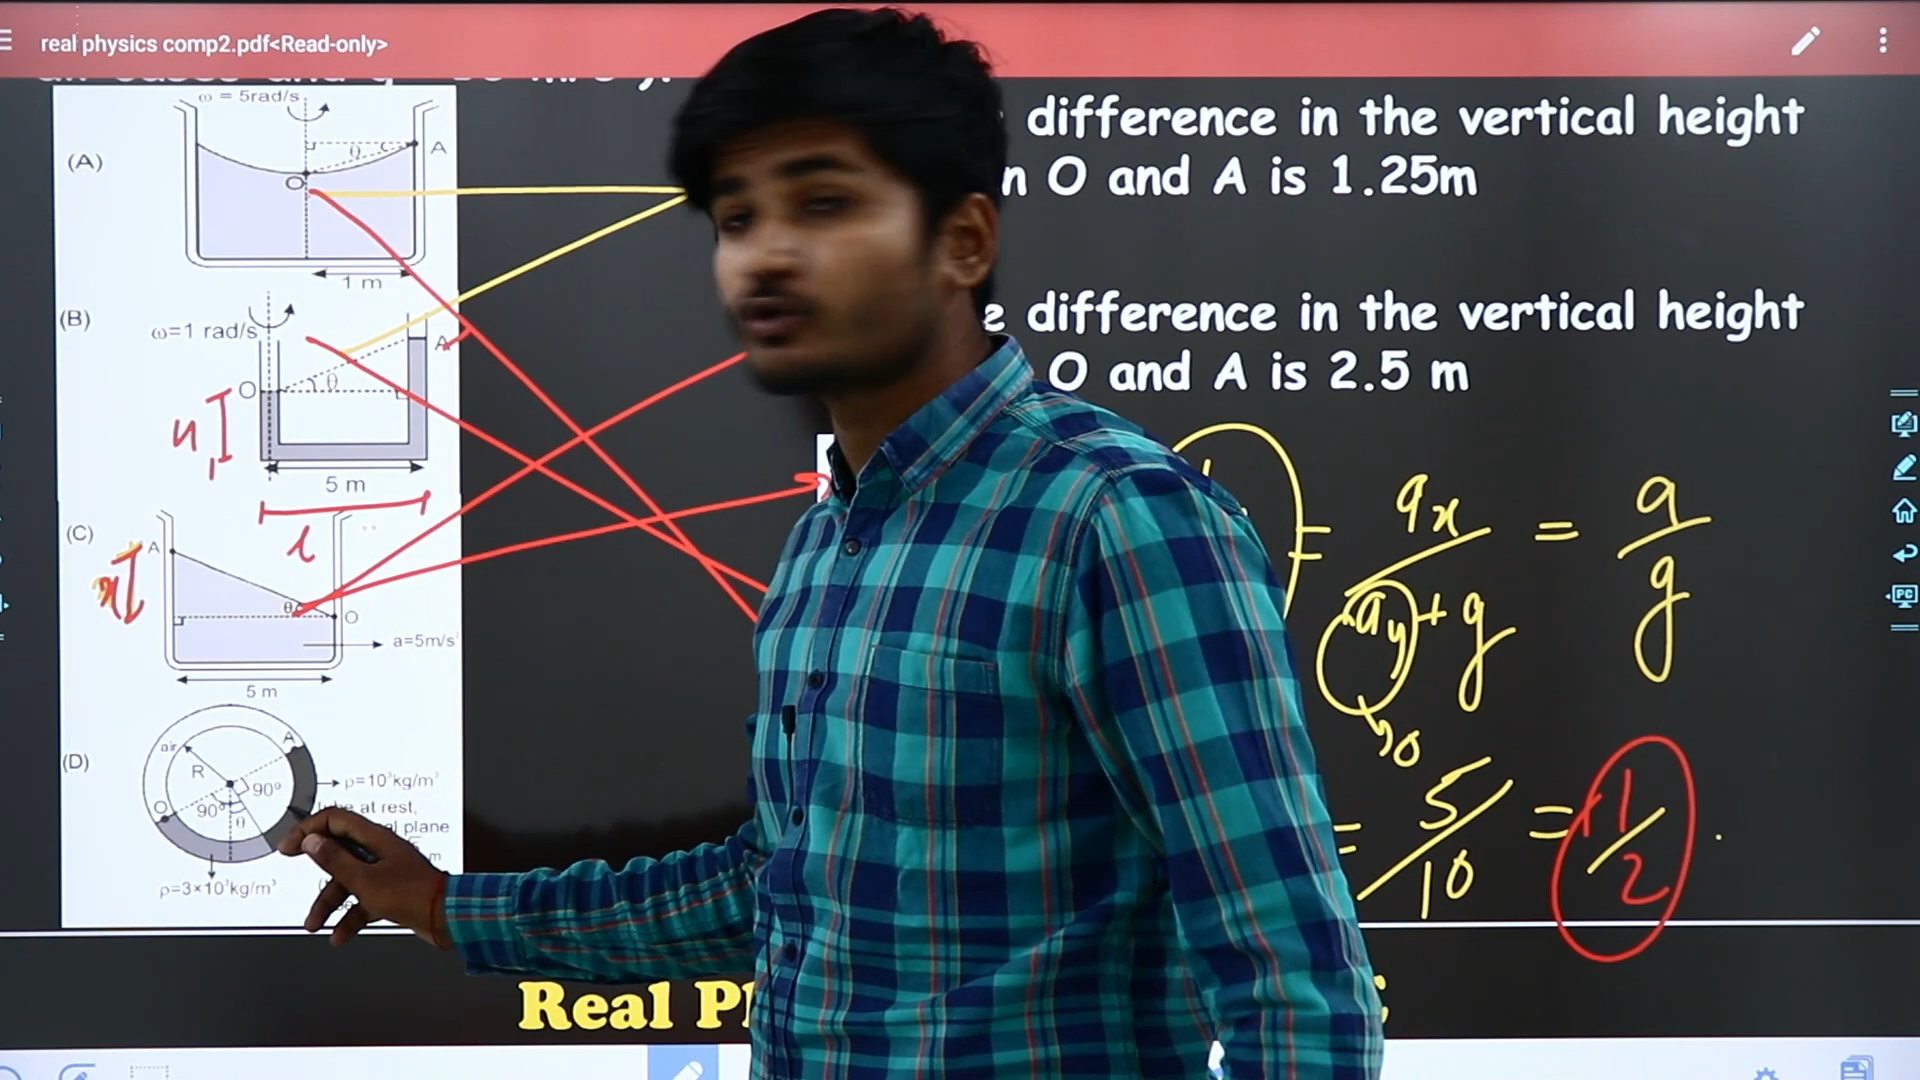 real physics comp2.pdf<Read-only>
ω = 5rad/s
(A)
θ
A
O
1 m
difference in the vertical height
O and A is 1.25m
(B)
ω=1 rad/s
A
O
θ
5 m
l
difference in the vertical height
O and A is 2.5 m
(C)
A
x
θ
O
a=5m/s²
5 m
= ax / ay + g = a / g
0
= 5 / 10 = 1 / 2
(D)
air
A
R
90°
ρ=10³kg/m³
O
90°
θ
at rest,
plane
m
ρ=3×10³kg/m³
Real
PC